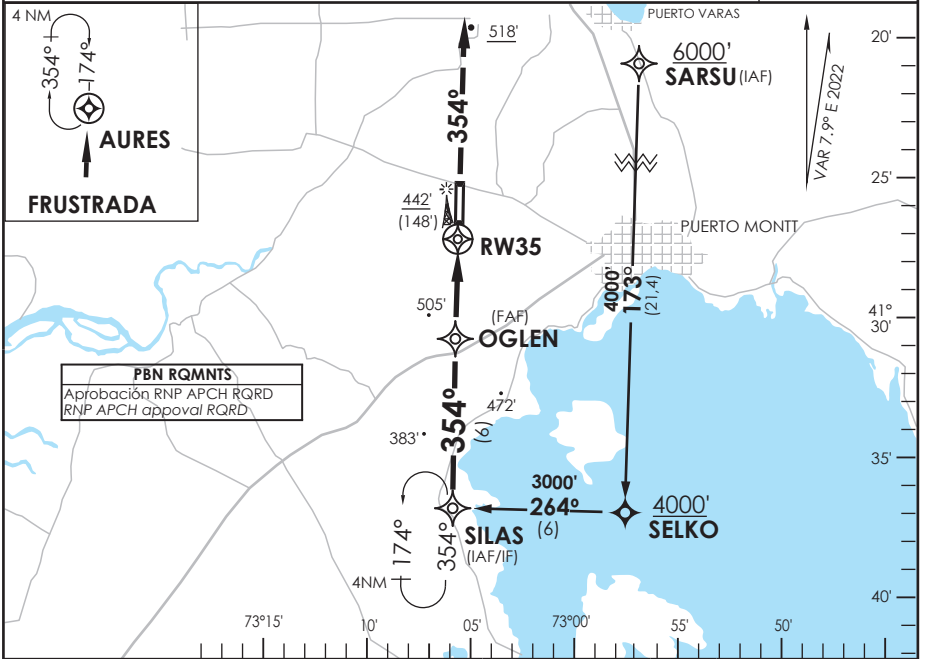 4 NM
354°
174°
AURES
FRUSTRADA
518'
354°
PUERTO VARAS
6000'
SARSU (IAF)
VAR 7.9° E 2022
20'
25'
442'
(148')
RW35
PUERTO MONTT
4000'
173°
(21,4)
505'
(FAF)
OGLEN
41°
30'
PBN RQMNTS
Aprobación RNP APCH RQRD
RNP APCH appoval RQRD
354°
(6)
472'
383'
35'
3000'
264°
(6)
4000'
SELKO
SILAS
(IAF/IF)
174°
354°
4NM
40'
73°15'
10'
05'
73°00'
55'
50'